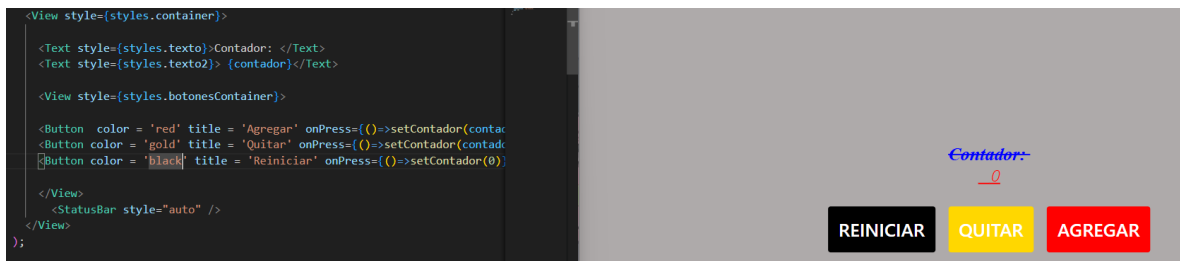 <View style={styles.container}>
<Text style={styles.texto}>Contador: </Text>
<Text style={styles.texto2}> {contador}</Text>
<View style={styles.botonesContainer}>
<Button  color = 'red' title = 'Agregar' onPress={()=>setContador(contad
<Button color = 'gold' title = 'Quitar' onPress={()=>setContador(contado
<Button color = 'black' title = 'Reiniciar' onPress={()=>setContador(0)}
</View>
<StatusBar style="auto" />
</View>
);
Contador:
0
REINICIAR QUITAR AGREGAR